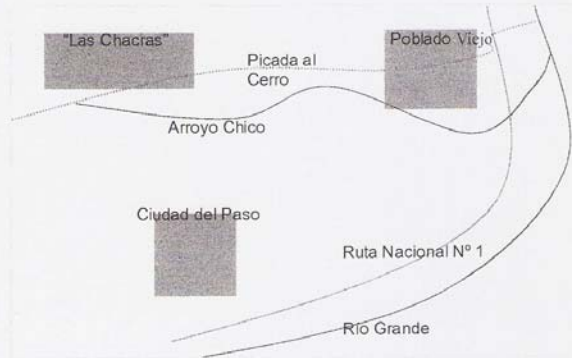 "Las Chacras"
Poblado Viejo
Picada al
Cerro
Arroyo Chico
Ciudad del Paso
Ruta Nacional Nº 1
Río Grande